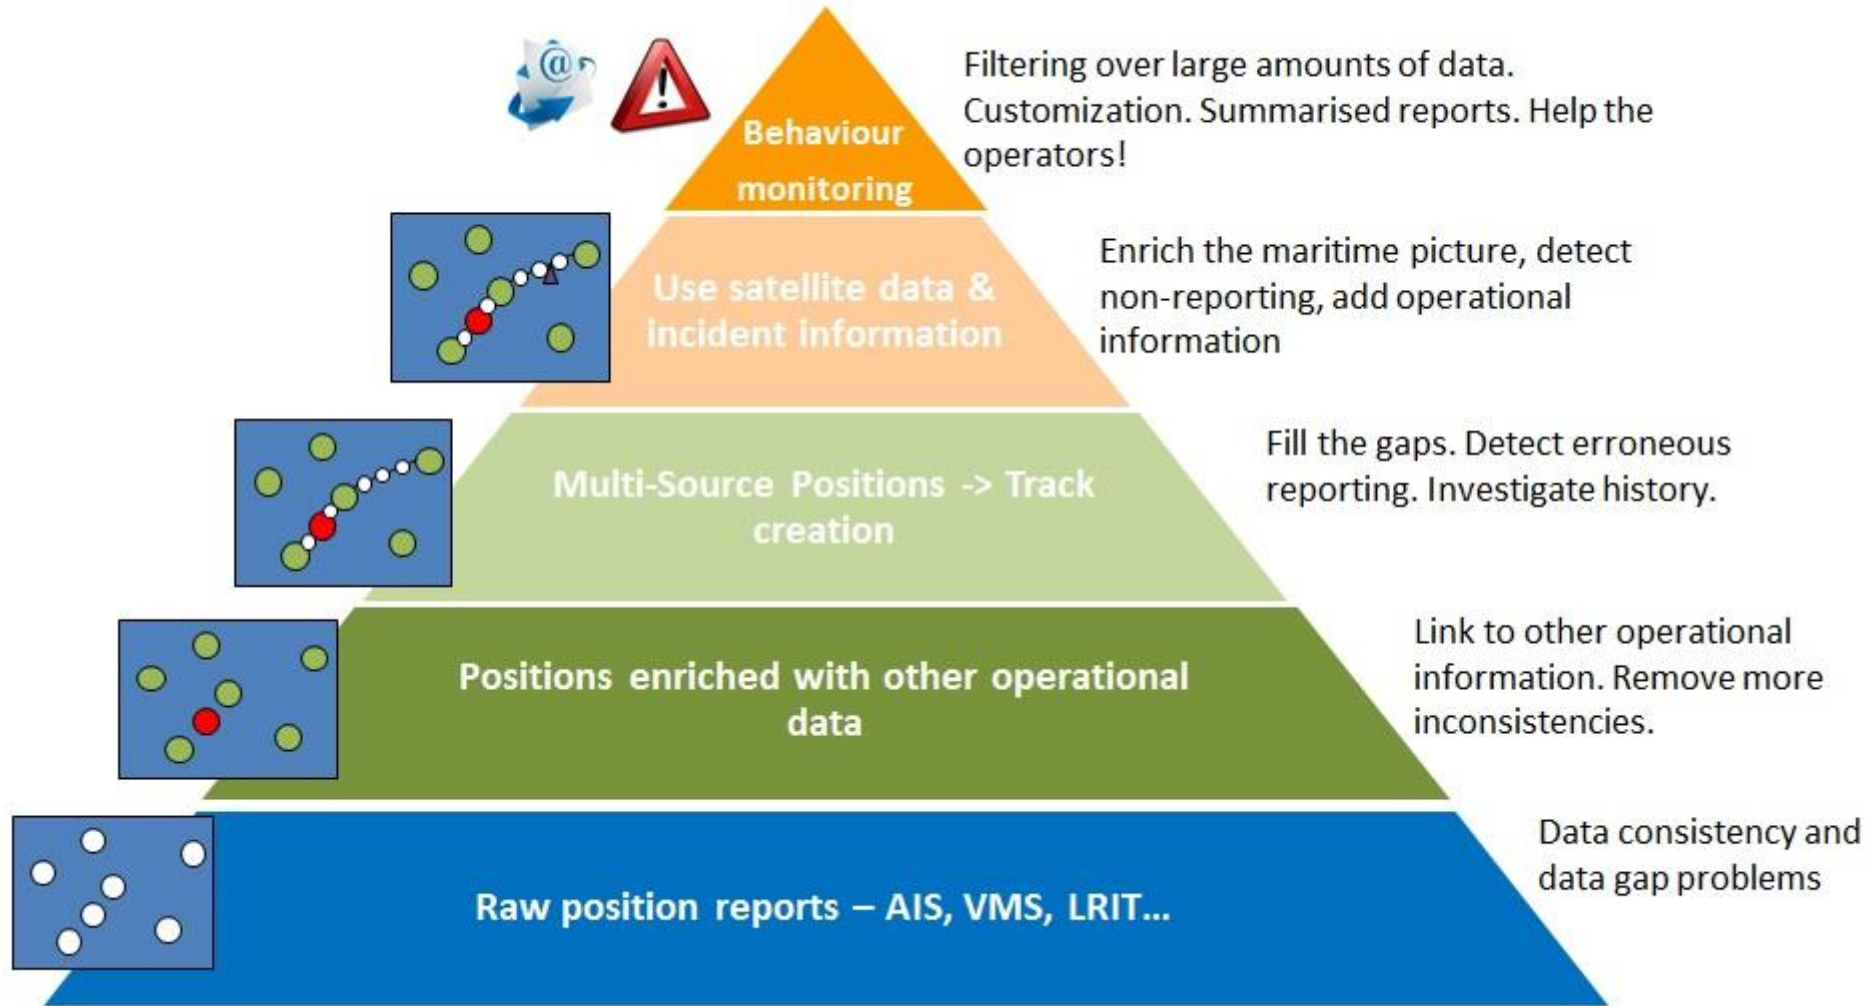 @
!
Behaviour
monitoring
Filtering over large amounts of data.
Customization. Summarised reports. Help the
operators!
Use satellite data &
incident information
Enrich the maritime picture, detect
non-reporting, add operational
information
Multi-Source Positions -> Track
creation
Fill the gaps. Detect erroneous
reporting. Investigate history.
Positions enriched with other operational
data
Link to other operational
information. Remove more
inconsistencies.
Raw position reports – AIS, VMS, LRIT...
Data consistency and
data gap problems